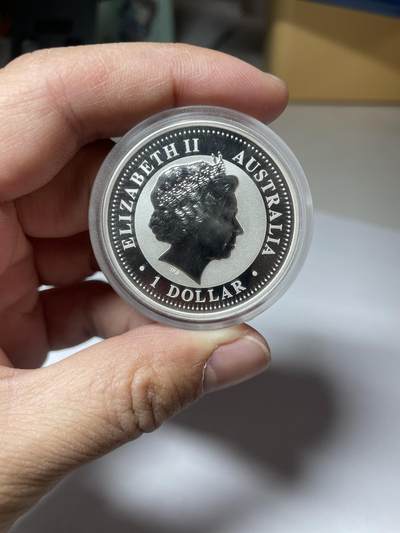 ELIZABETH II
AUSTRALIA
• 1 DOLLAR •